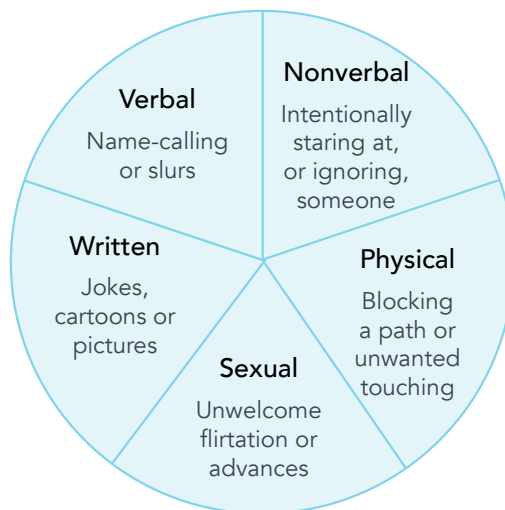 Verbal
Name-calling
or slurs
Nonverbal
Intentionally
staring at,
or ignoring,
someone
Written
Jokes,
cartoons or
pictures
Physical
Blocking
a path or
unwanted
touching
Sexual
Unwelcome
flirtation or
advances